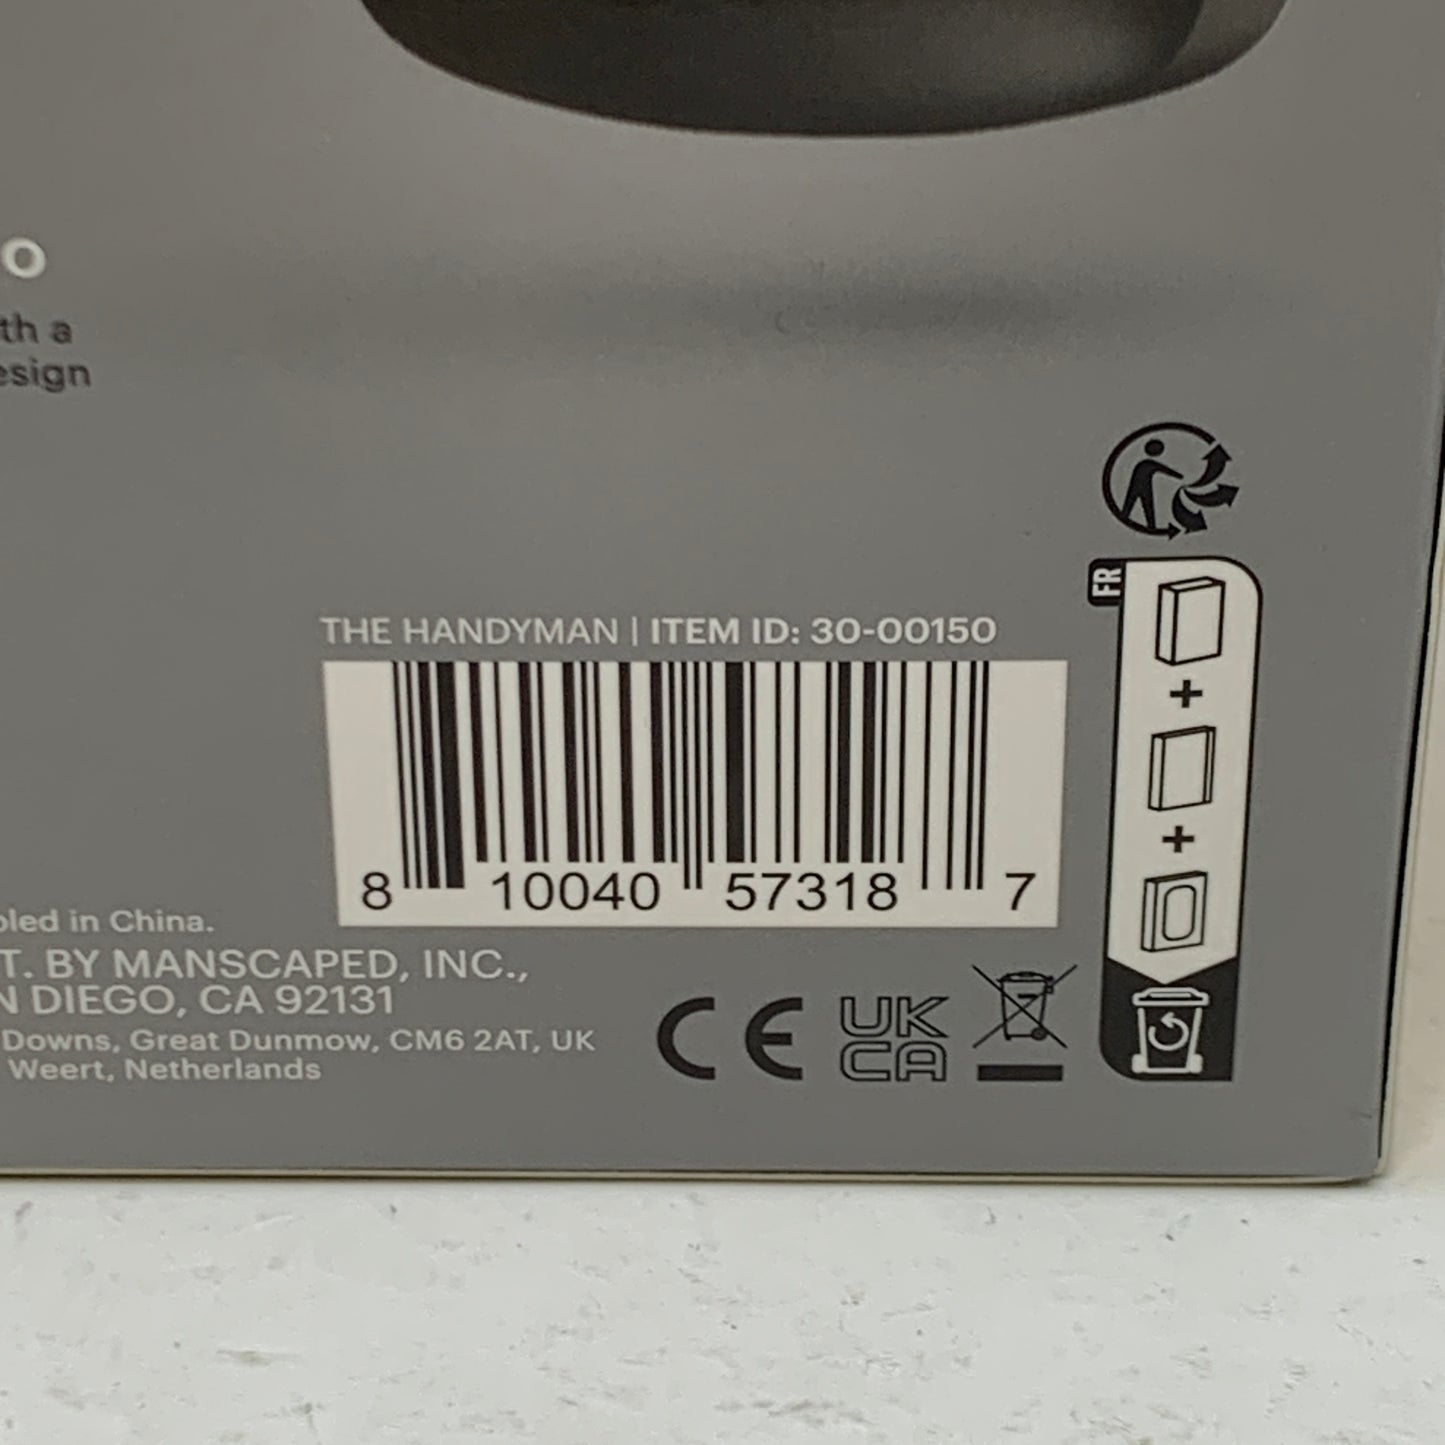 O
th a
esign
FR
THE HANDYMAN | ITEM ID: 30-00150
8 10040 57318 7
oled in China.
T. BY MANSCAPED, INC.,
N DIEGO, CA 92131
Downs, Great Dunmow, CM6 2AT, UK
Weert, Netherlands
CE
UK
CA